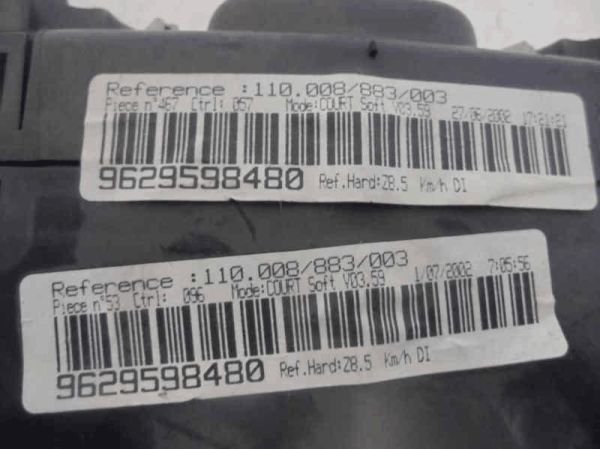 Reference :110.008/883/003
Piece n°467 Ctrl: 057 Mode:COURT Soft V03.59 27/06/2002 17:21:21
9629598480 Ref.Hard:Z8.5 Km/h DI
Reference :110.008/883/003
Piece n°53 Ctrl: 096 Mode:COURT Soft V03.59 1/07/2002 7:05:56
9629598480 Ref.Hard:Z8.5 Km/h DI